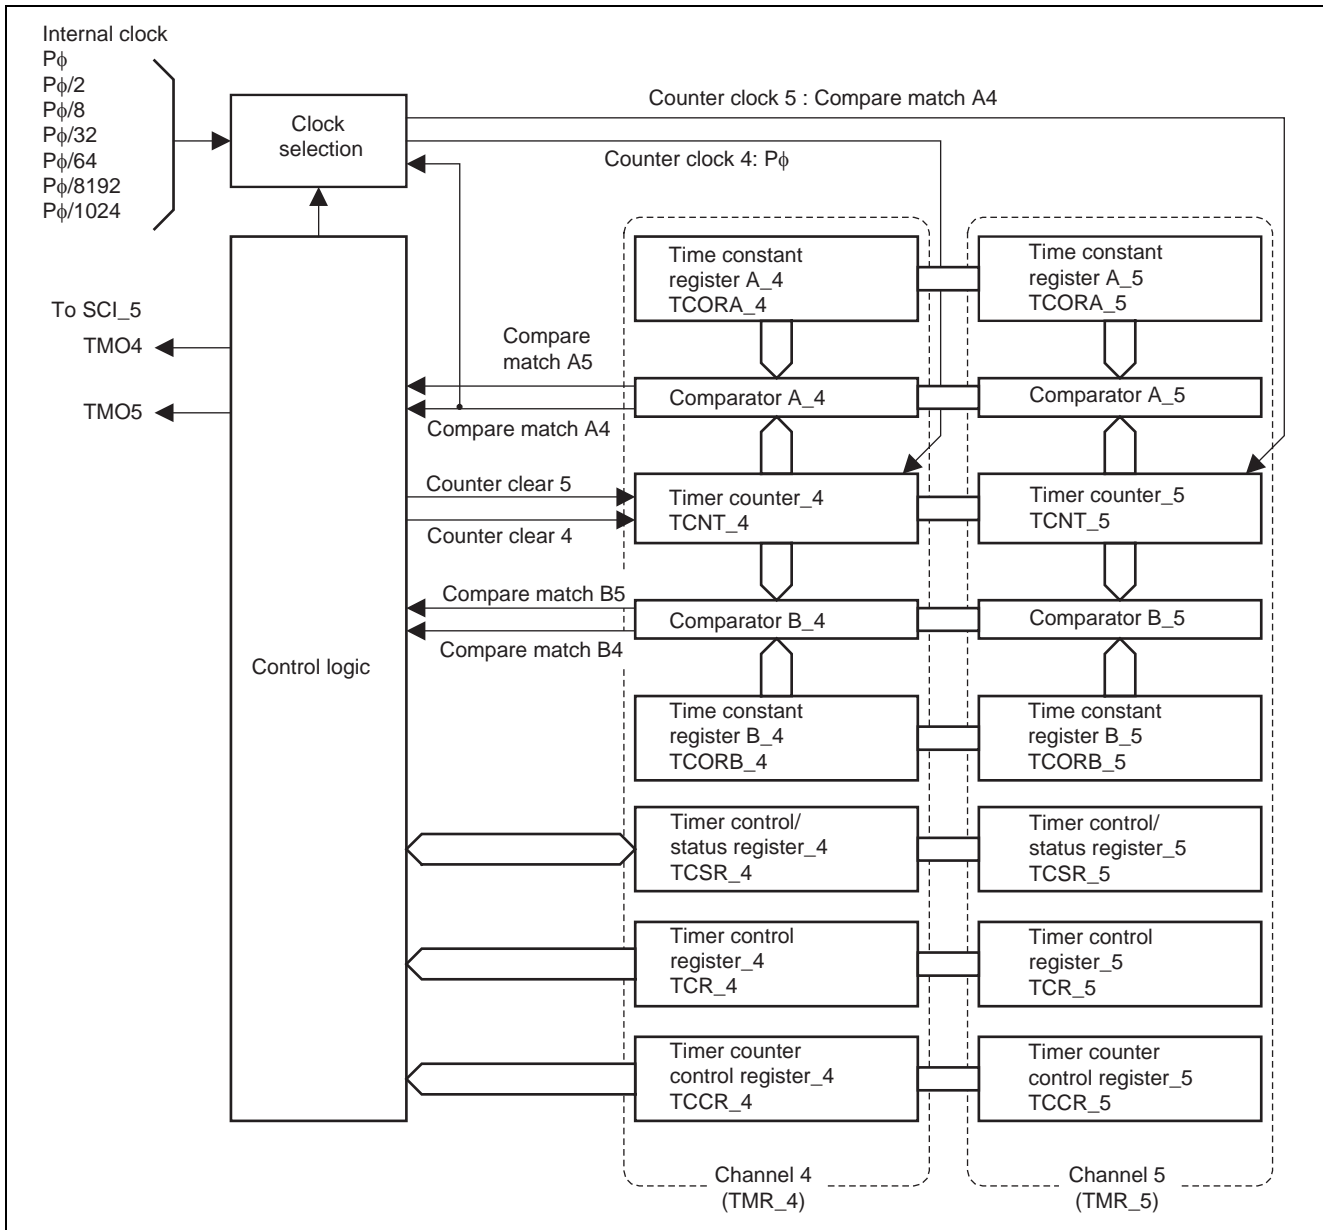 Internal clock
Pϕ
Pϕ/2
Pϕ/8
Pϕ/32
Pϕ/64
Pϕ/8192
Pϕ/1024
Clock
selection
Counter clock 5 : Compare match A4
Counter clock 4: Pϕ
To SCI_5
TMO4
TMO5
Control logic
Compare
match A5
Compare match A4
Counter clear 5
Counter clear 4
Compare match B5
Compare match B4
Time constant
register A_4
TCORA_4
Comparator A_4
Timer counter_4
TCNT_4
Comparator B_4
Time constant
register B_4
TCORB_4
Timer control/
status register_4
TCSR_4
Timer control
register_4
TCR_4
Timer counter
control register_4
TCCR_4
Channel 4
(TMR_4)
Time constant
register A_5
TCORA_5
Comparator A_5
Timer counter_5
TCNT_5
Comparator B_5
Time constant
register B_5
TCORB_5
Timer control/
status register_5
TCSR_5
Timer control
register_5
TCR_5
Timer counter
control register_5
TCCR_5
Channel 5
(TMR_5)